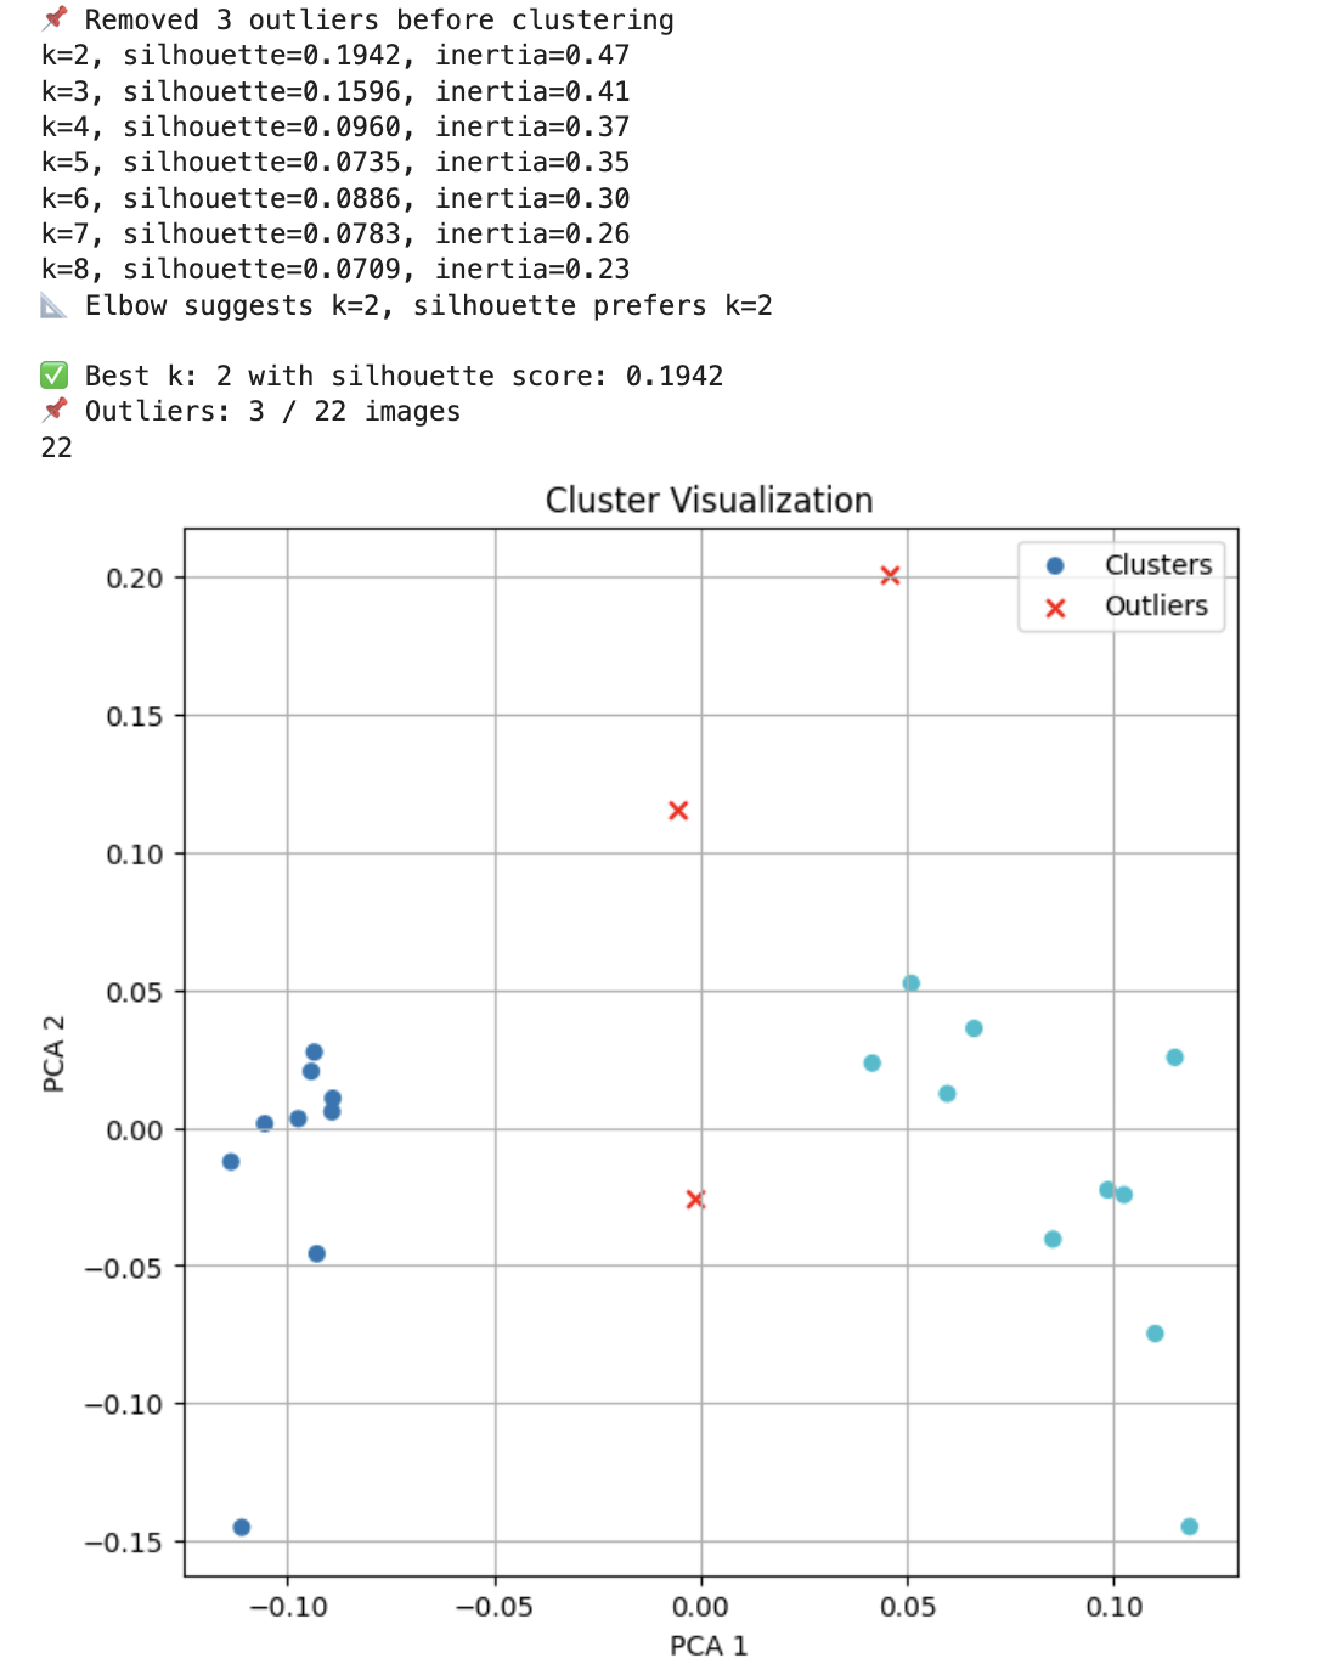 📌 Removed 3 outliers before clustering
k=2, silhouette=0.1942, inertia=0.47
k=3, silhouette=0.1596, inertia=0.41
k=4, silhouette=0.0960, inertia=0.37
k=5, silhouette=0.0735, inertia=0.35
k=6, silhouette=0.0886, inertia=0.30
k=7, silhouette=0.0783, inertia=0.26
k=8, silhouette=0.0709, inertia=0.23
📐 Elbow suggests k=2, silhouette prefers k=2
✅ Best k: 2 with silhouette score: 0.1942
📌 Outliers: 3 / 22 images
22
Cluster Visualization
Clusters
Outliers
0.20
0.15
0.10
0.05
0.00
−0.05
−0.10
−0.15
PCA 2
−0.10 −0.05 0.00 0.05 0.10
PCA 1